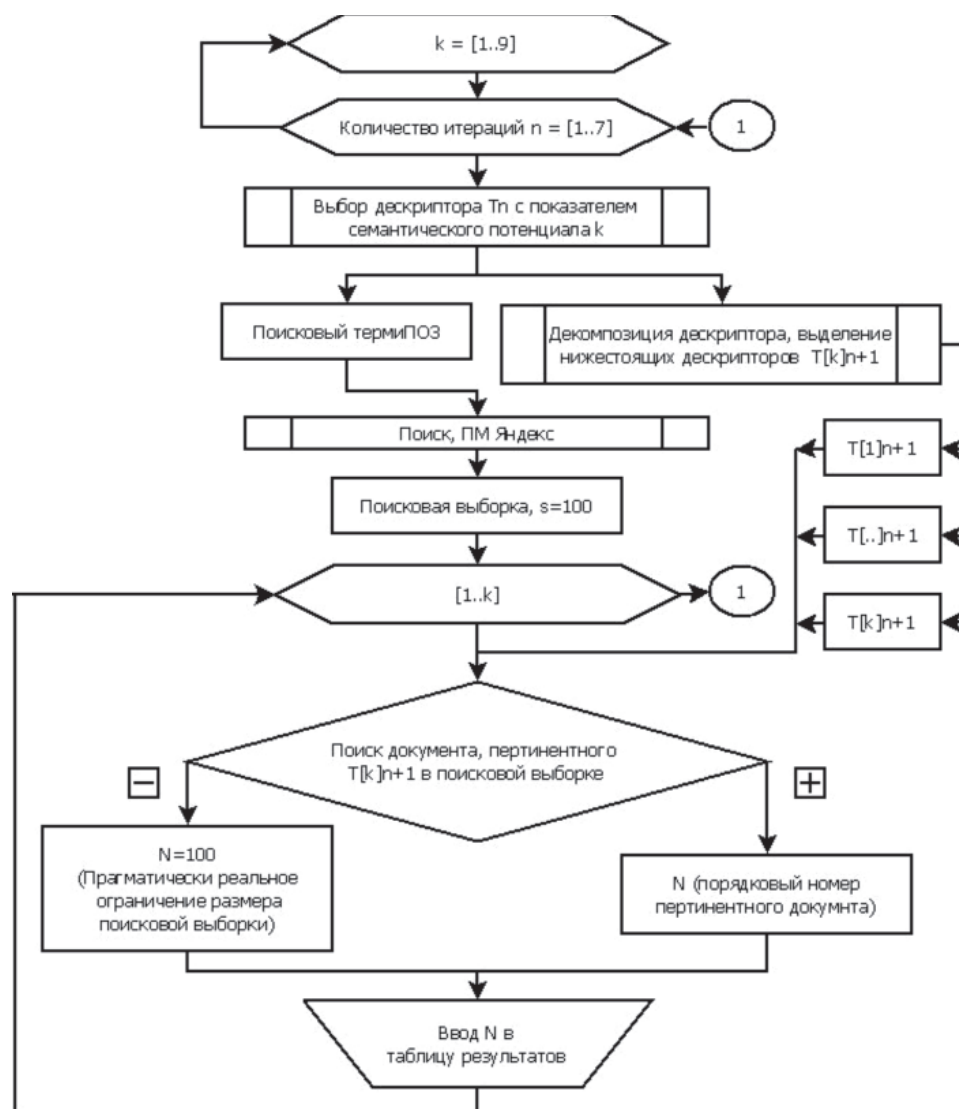 k = [1..9]
Количество итераций n = [1..7]
1
Выбор дескриптора Tn с показателем
семантического потенциала k
Поисковый термиПОЗ
Декомпозиция дескриптора, выделение
нижестоящих дескрипторов T[k]n+1
Поиск, ПМ Яндекс
T[1]n+1
Поисковая выборка, s=100
T[..]n+1
[1..k]
1
T[k]n+1
Поиск документа, пертинентного
T[k]n+1 в поисковой выборке
−
+
N=100
(Прагматически реальное
ограничение размера
поисковой выборки)
N (порядковый номер
пертинентного докумнта)
Ввод N в
таблицу результатов